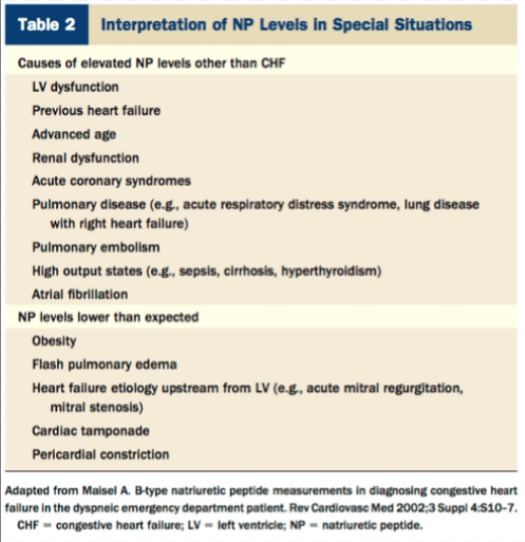 Table 2 Interpretation of NP Levels in Special Situations
Causes of elevated NP levels other than CHF
LV dysfunction
Previous heart failure
Advanced age
Renal dysfunction
Acute coronary syndromes
Pulmonary disease (e.g., acute respiratory distress syndrome, lung disease
with right heart failure)
Pulmonary embolism
High output states (e.g., sepsis, cirrhosis, hyperthyroidism)
Atrial fibrillation
NP levels lower than expected
Obesity
Flash pulmonary edema
Heart failure etiology upstream from LV (e.g., acute mitral regurgitation,
mitral stenosis)
Cardiac tamponade
Pericardial constriction
Adapted from Maisel A. B-type natriuretic peptide measurements in diagnosing congestive heart
failure in the dyspneic emergency department patient. Rev Cardiovasc Med 2002;3 Suppl 4:S10–7.
CHF = congestive heart failure; LV = left ventricle; NP = natriuretic peptide.